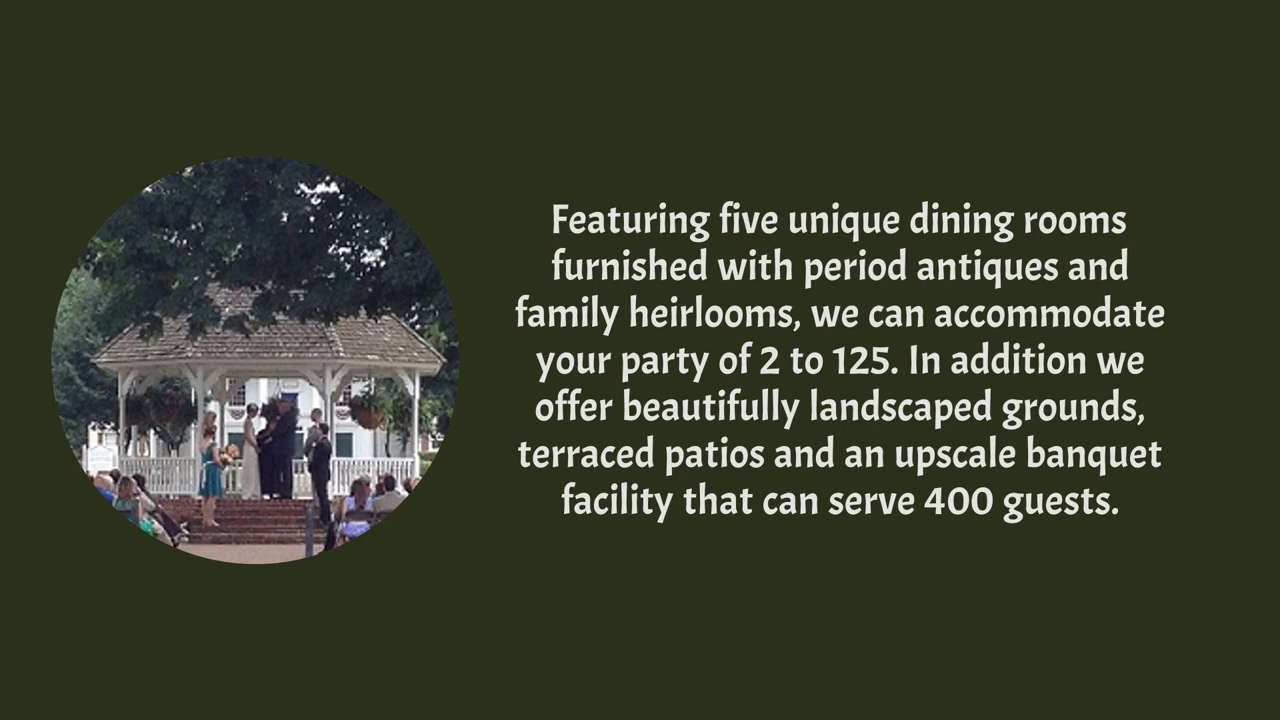 Featuring five unique dining rooms
furnished with period antiques and
family heirlooms, we can accommodate
your party of 2 to 125. In addition we
offer beautifully landscaped grounds,
terraced patios and an upscale banquet
facility that can serve 400 guests.